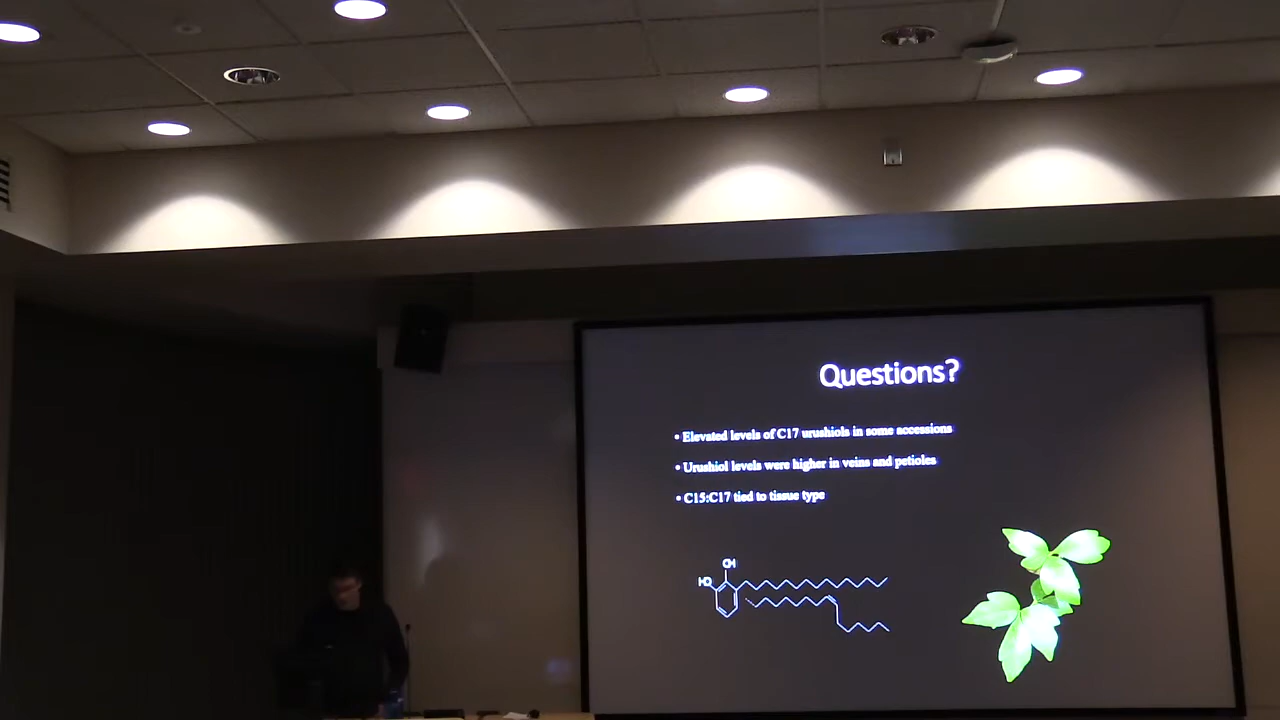 Questions?
• Elevated levels of C17 urushiols in some accessions
• Urushiol levels were higher in veins and petioles
• C15:C17 tied to tissue type
OH
HO